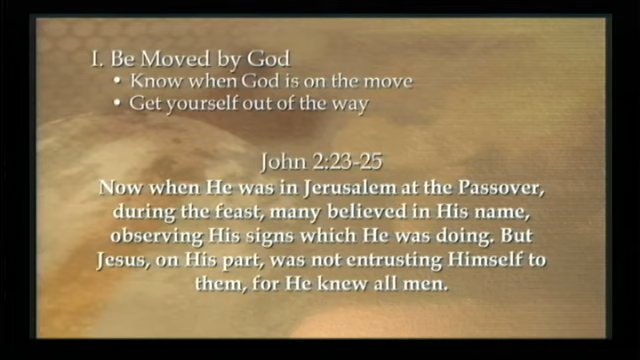 I. Be Moved by God
• Know when God is on the move
• Get yourself out of the way
John 2:23-25
Now when He was in Jerusalem at the Passover,
during the feast, many believed in His name,
observing His signs which He was doing. But
Jesus, on His part, was not entrusting Himself to
them, for He knew all men.